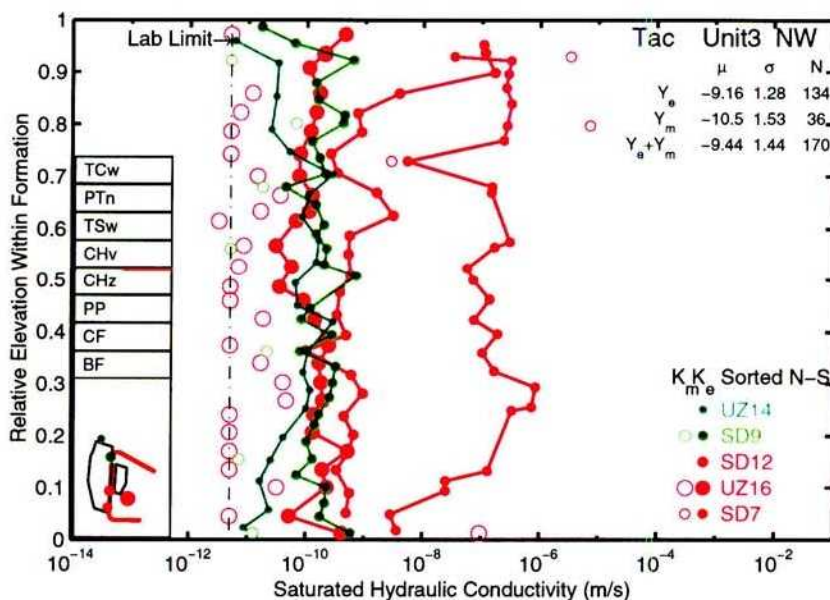 Lab Limit→
Tac Unit3 NW
μ σ N
Yₑ −9.16 1.28 134
Yₘ −10.5 1.53 36
Yₑ+Yₘ −9.44 1.44 170
Relative Elevation Within Formation
1
0.9
0.8
0.7
0.6
0.5
0.4
0.3
0.2
0.1
0
TCw
PTn
TSw
CHv
CHz
PP
CF
BF
KₘKₑ Sorted N−S
UZ14
SD9
SD12
UZ16
SD7
10⁻¹⁴ 10⁻¹² 10⁻¹⁰ 10⁻⁸ 10⁻⁶ 10⁻⁴ 10⁻²
Saturated Hydraulic Conductivity (m/s)